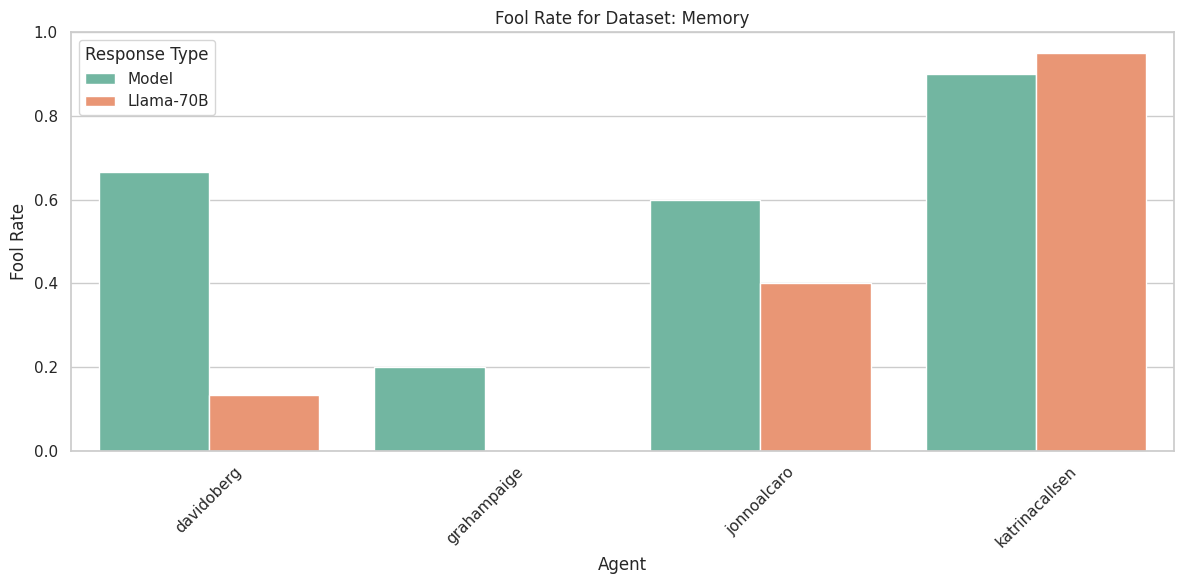 Fool Rate for Dataset: Memory
Response Type
Model
Llama-70B
Fool Rate
1.0
0.8
0.6
0.4
0.2
0.0
davidoberg
grahampaige
jonnoalcaro
katrinacallsen
Agent